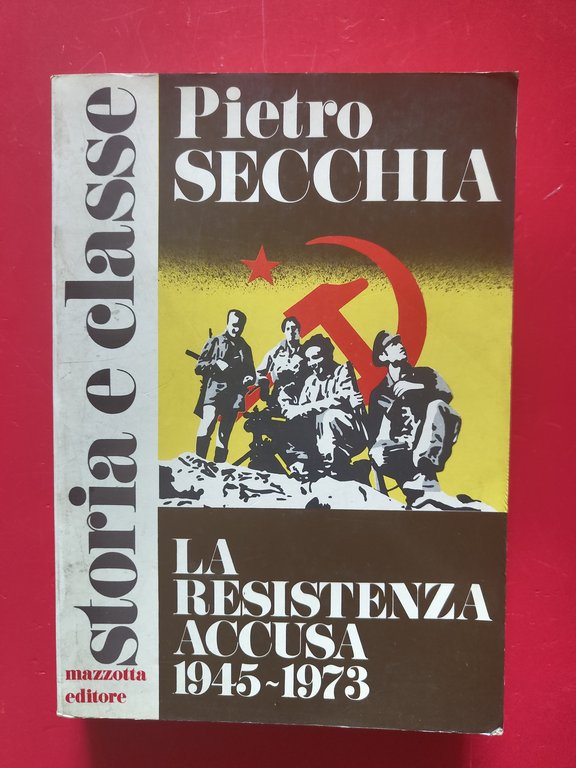 storia e classe
mazzotta
editore
Pietro
SECCHIA
LA
RESISTENZA
ACCUSA
1945~1973